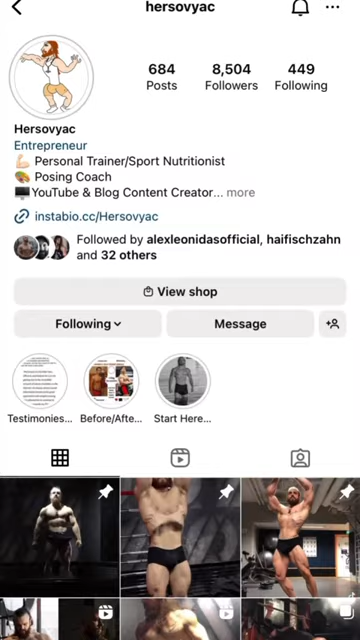 hersovyac
684
Posts
8,504
Followers
449
Following
Hersovyac
Entrepreneur
💪🏻 Personal Trainer/Sport Nutritionist
🎨 Posing Coach
🖥️YouTube & Blog Content Creator... more
instabio.cc/Hersovyac
Followed by alexleonidasofficial, haifischzahn
and 32 others
View shop
Following
Message
Testimonies...
Before/Afte...
Start Here...